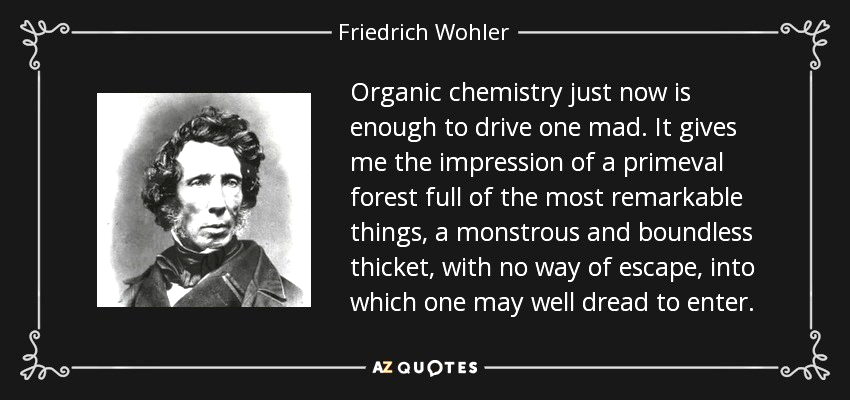 Friedrich Wohler
Organic chemistry just now is
enough to drive one mad. It gives
me the impression of a primeval
forest full of the most remarkable
things, a monstrous and boundless
thicket, with no way of escape, into
which one may well dread to enter.
AZ QUOTES